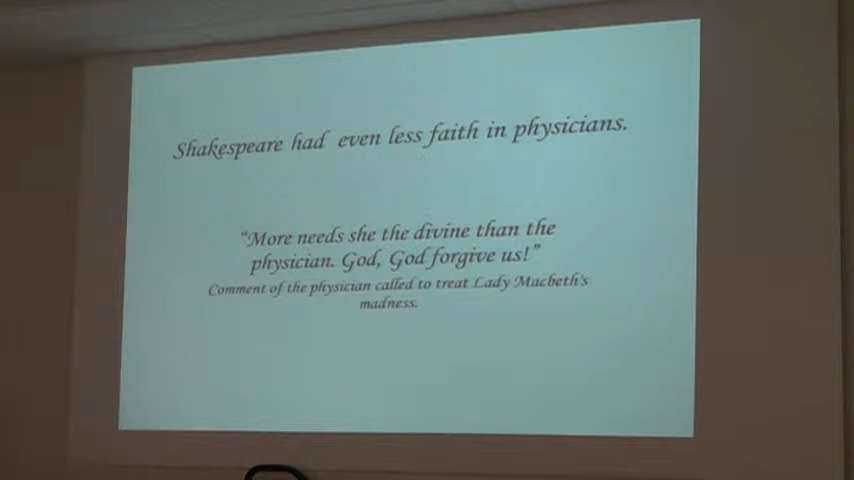 Shakespeare had even less faith in physicians.
“More needs she the divine than the
physician. God, God forgive us!”
Comment of the physician called to treat Lady Macbeth's
madness.